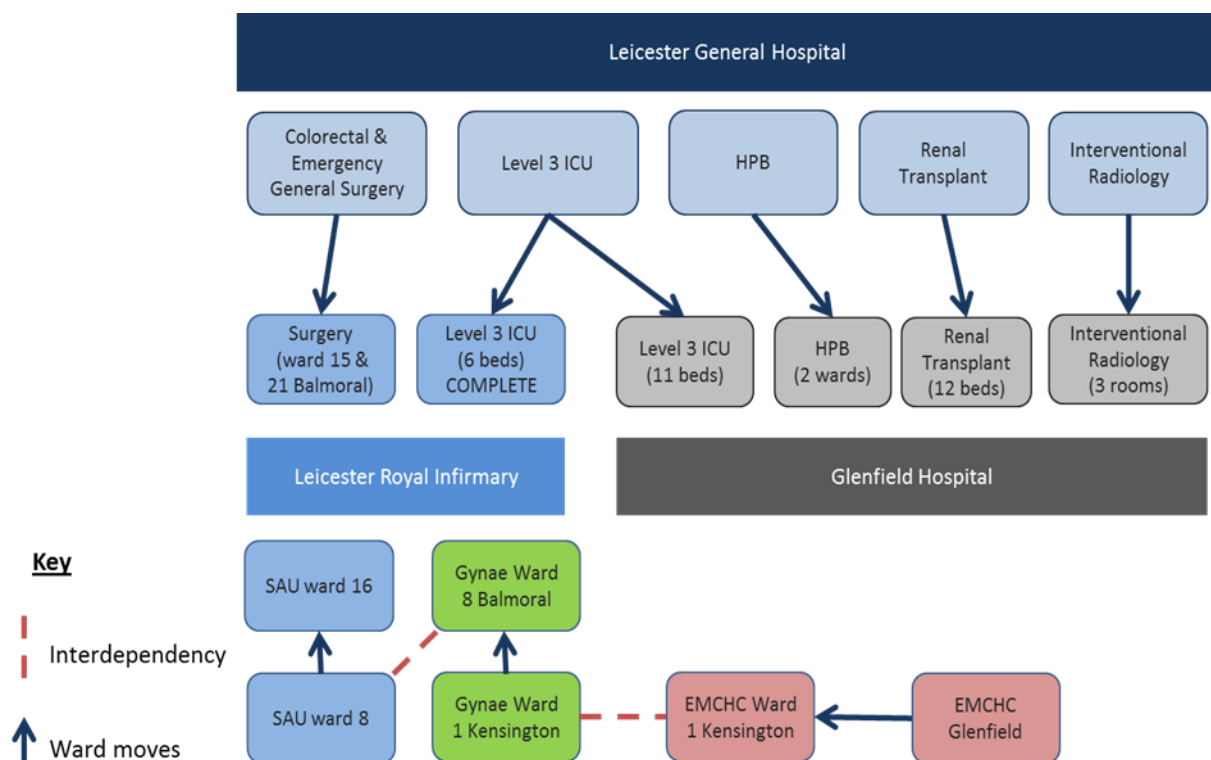 Leicester General Hospital
Colorectal &
Emergency
General Surgery
Level 3 ICU
HPB
Renal
Transplant
Interventional
Radiology
Surgery
(ward 15 &
21 Balmoral)
Level 3 ICU
(6 beds)
COMPLETE
Level 3 ICU
(11 beds)
HPB
(2 wards)
Renal
Transplant
(12 beds)
Interventional
Radiology
(3 rooms)
Leicester Royal Infirmary
Glenfield Hospital
Key
Interdependency
Ward moves
SAU ward 16
Gynae Ward
8 Balmoral
SAU ward 8
Gynae Ward
1 Kensington
EMCHC Ward
1 Kensington
EMCHC
Glenfield